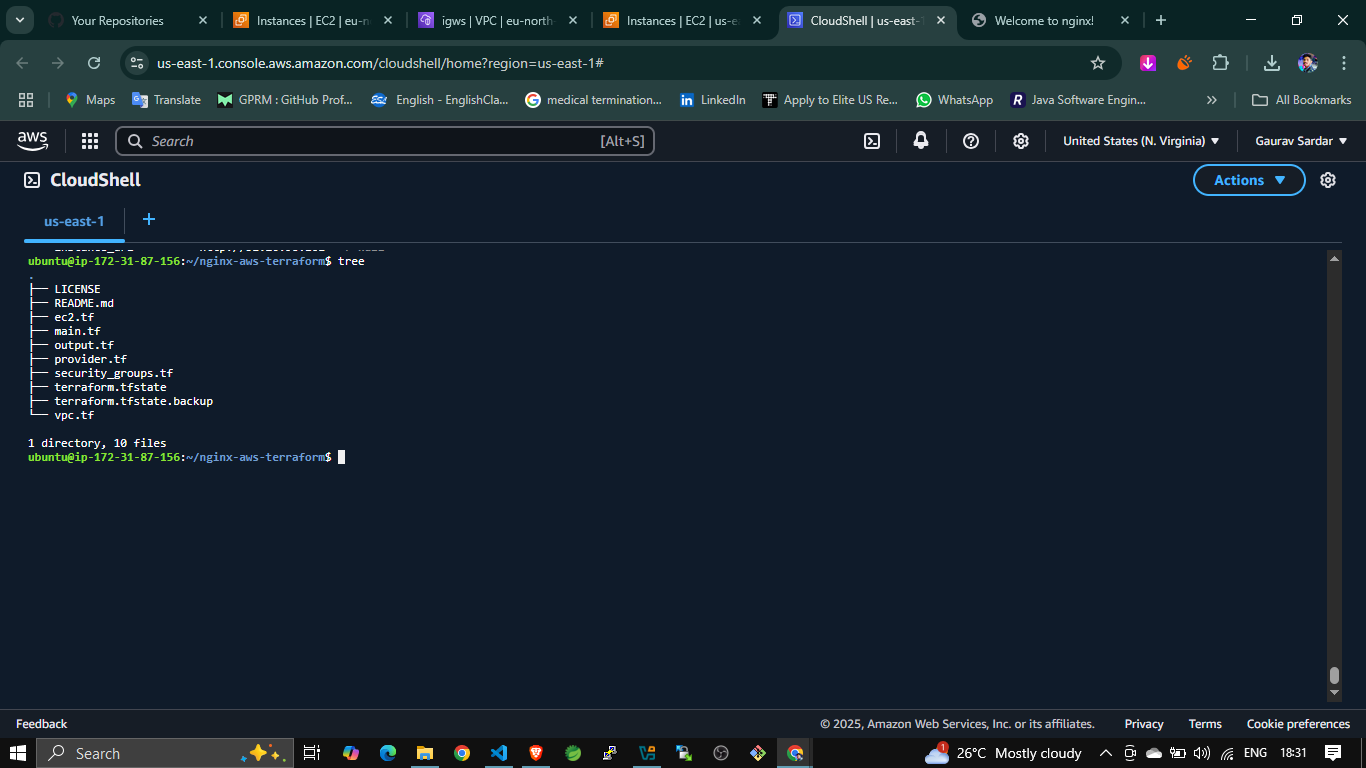 Your Repositories
Instances | EC2 | eu-n
igws | VPC | eu-north-
Instances | EC2 | us-ea
CloudShell | us-east-1
Welcome to nginx!
us-east-1.console.aws.amazon.com/cloudshell/home?region=us-east-1#
Maps
Translate
GPRM : GitHub Prof...
English - EnglishCla...
medical termination...
LinkedIn
Apply to Elite US Re...
WhatsApp
Java Software Engin...
»
All Bookmarks
aws
Search
[Alt+S]
United States (N. Virginia)
Gaurav Sardar
CloudShell
Actions
us-east-1
+
ubuntu@ip-172-31-87-156:~/nginx-aws-terraform$ tree
.
├── LICENSE
├── README.md
├── ec2.tf
├── main.tf
├── output.tf
├── provider.tf
├── security_groups.tf
├── terraform.tfstate
├── terraform.tfstate.backup
└── vpc.tf
1 directory, 10 files
ubuntu@ip-172-31-87-156:~/nginx-aws-terraform$
Feedback
© 2025, Amazon Web Services, Inc. or its affiliates.
Privacy
Terms
Cookie preferences
Search
1
26°C Mostly cloudy
ENG
18:31